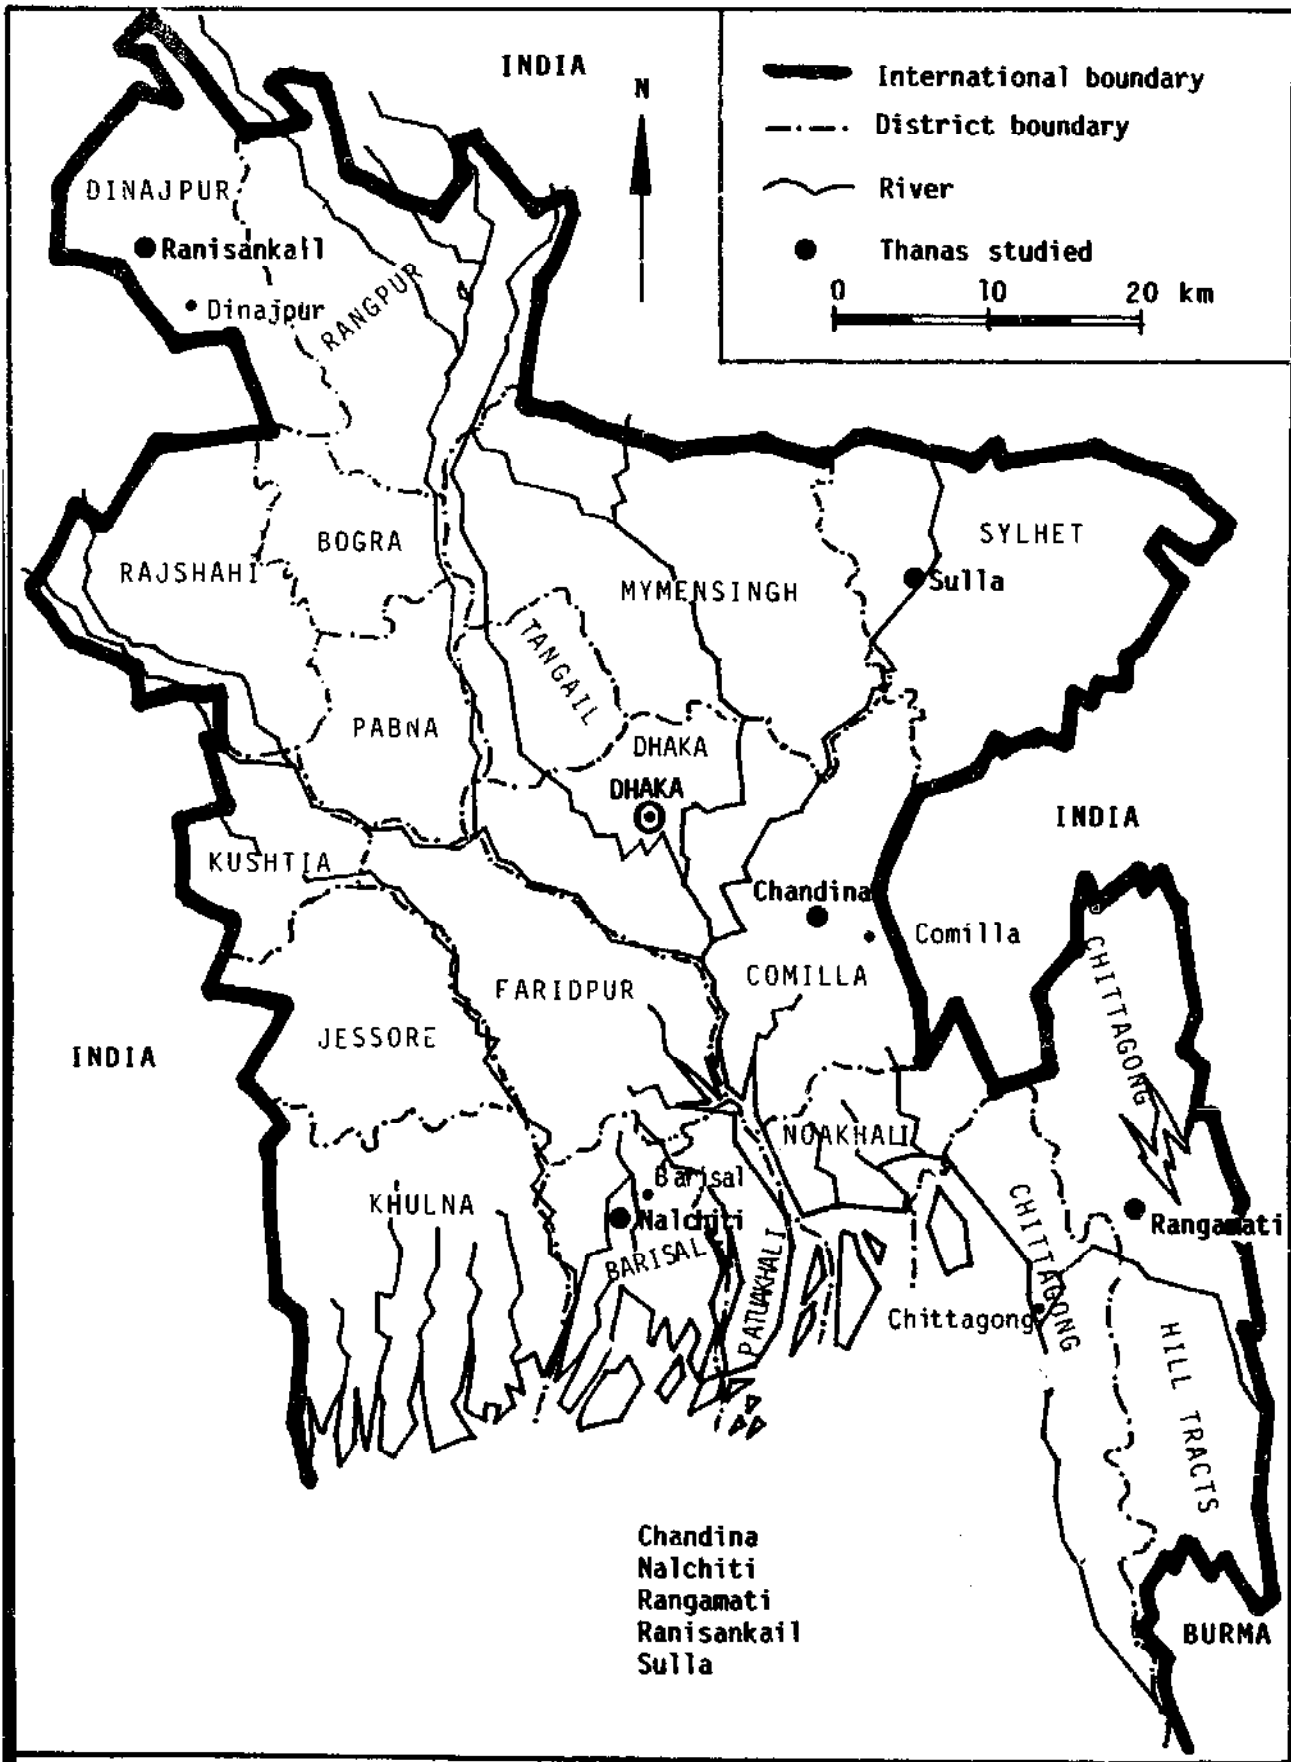 INDIA
N
International boundary
District boundary
River
Thanas studied
0 10 20 km
DINAJPUR
Ranisankail
Dinajpur
RANGPUR
RAJSHAHI
BOGRA
MYMENSINGH
SYLHET
Sulla
TANGAIL
PABNA
DHAKA
DHAKA
INDIA
KUSHTIA
Chandina
Comilla
COMILLA
FARIDPUR
JESSORE
INDIA
CHITTAGONG
NOAKHALI
KHULNA
Barisal
Nalchiti
BARISAL
PATUAKHALI
CHITTAGONG
Chittagong
Rangamati
HILL TRACTS
Chandina
Nalchiti
Rangamati
Ranisankail
Sulla
BURMA